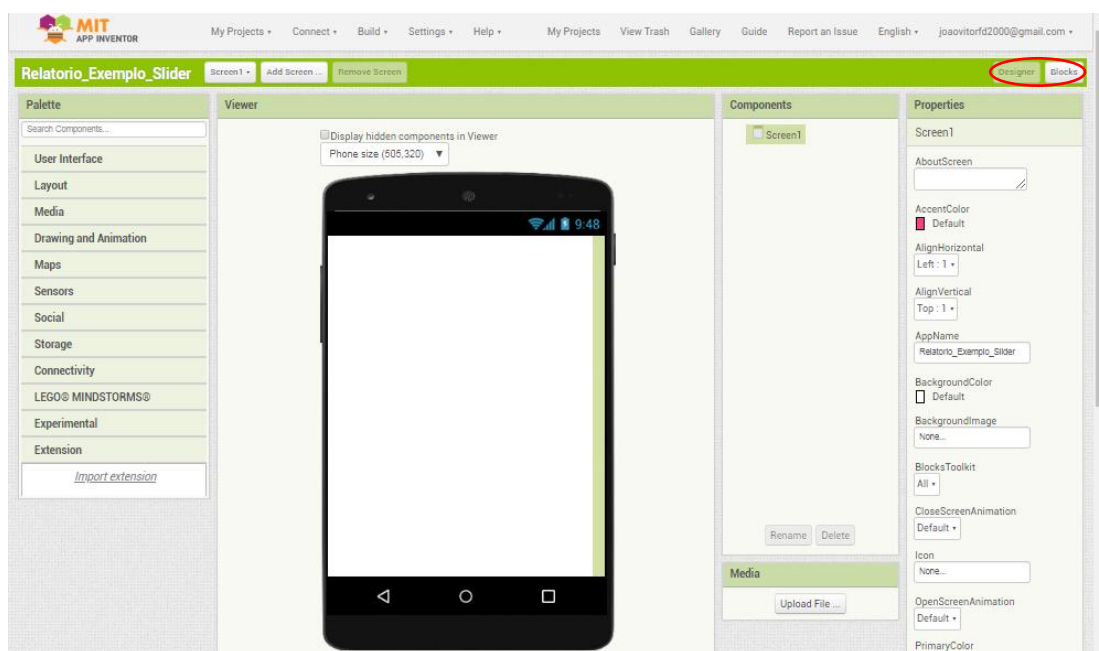 MIT
APP INVENTOR
My Projects Connect Build Settings Help My Projects View Trash Gallery Guide Report an Issue English joaovitorfd2000@gmail.com
Relatorio_Exemplo_Slider Screen1 Add Screen ... Remove Screen Designer Blocks
Palette
Search Components...
User Interface
Layout
Media
Drawing and Animation
Maps
Sensors
Social
Storage
Connectivity
LEGO® MINDSTORMS®
Experimental
Extension
Import extension
Viewer
Display hidden components in Viewer
Phone size (505,320)
9:48
Components
Screen1
Rename Delete
Media
Upload File ...
Properties
Screen1
AboutScreen
AccentColor
Default
AlignHorizontal
Left : 1
AlignVertical
Top : 1
AppName
Relatorio_Exemplo_Slider
BackgroundColor
Default
BackgroundImage
None...
BlocksToolkit
All
CloseScreenAnimation
Default
Icon
None...
OpenScreenAnimation
Default
PrimaryColor